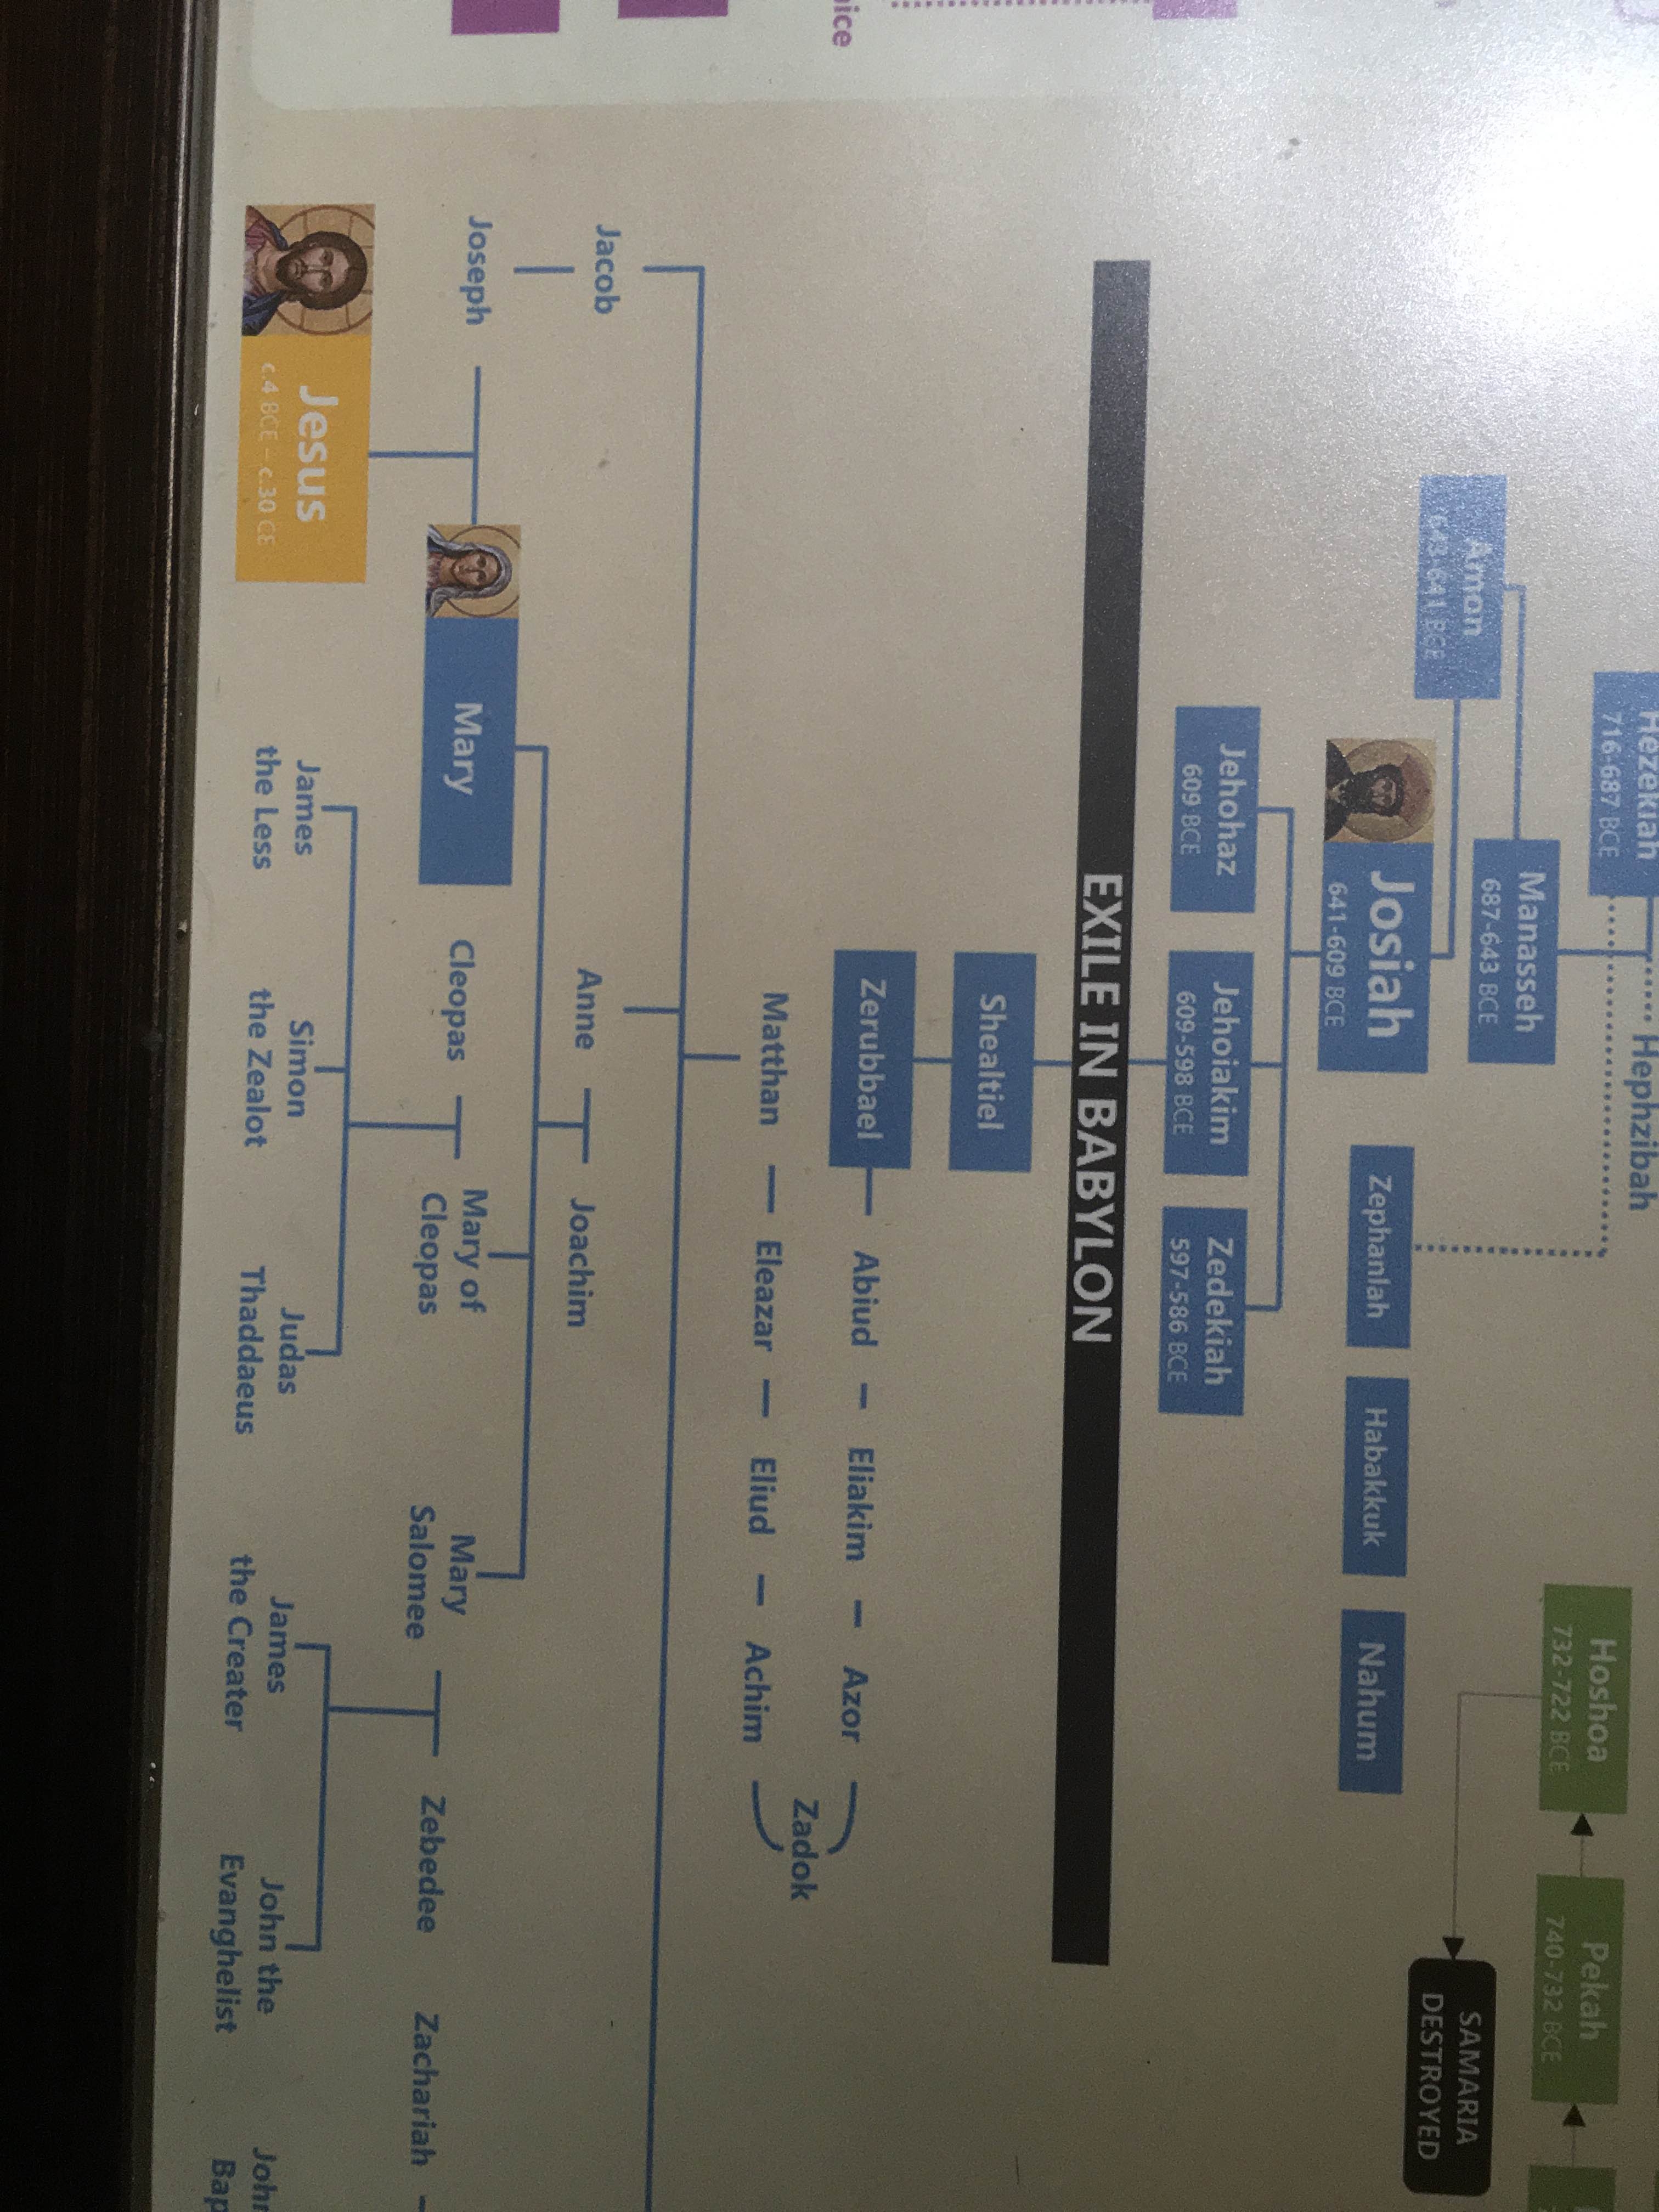 Hezekiah
716-687 BCE
Hephzibah
Hoshoa
732-722 BCE
Pekah
740-732 BCE
Manasseh
687-643 BCE
Amon
643-641 BCE
SAMARIA
DESTROYED
Josiah
641-609 BCE
Zephanlah
Habakkuk
Nahum
Jehohaz
609 BCE
Jehoiakim
609-598 BCE
Zedekiah
597-586 BCE
EXILE IN BABYLON
Shealtiel
Zerubbael
Abiud
Eliakim
Azor
Zadok
Matthan
Eleazar
Eliud
Achim
Jacob
Anne
Joachim
Joseph
Mary
Cleopas
Mary of
Cleopas
Mary
Salomee
Zebedee
Zachariah
Jesus
c.4 BCE – c.30 CE
James
the Less
Simon
the Zealot
Judas
Thaddaeus
James
the Creater
John the
Evanghelist